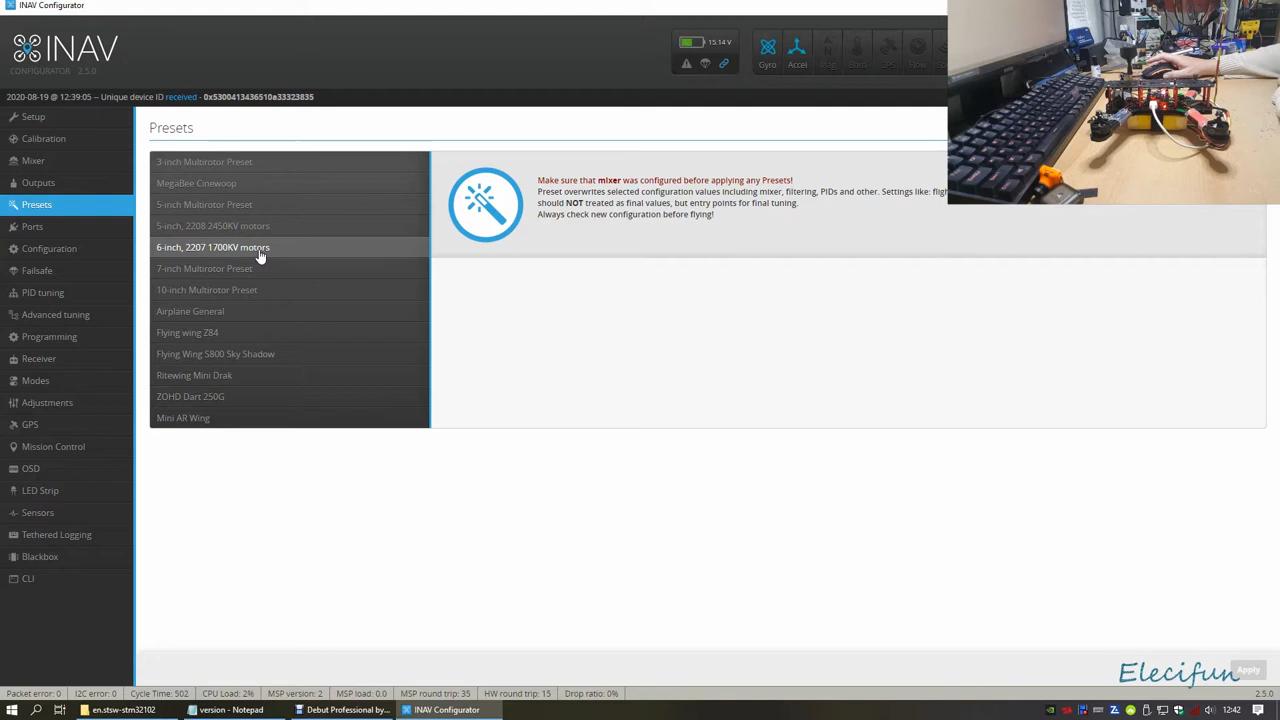 INAV Configurator
INAV
CONFIGURATOR 2.5.0
15.14 V
Gyro
Accel
Mag
Baro
GPS
Flow
2020-08-19 @ 12:39:05 -- Unique device ID received - 0x5300413436510a33323835
Setup
Calibration
Mixer
Outputs
Presets
Ports
Configuration
Failsafe
PID tuning
Advanced tuning
Programming
Receiver
Modes
Adjustments
GPS
Mission Control
OSD
LED Strip
Sensors
Tethered Logging
Blackbox
CLI
Presets
3-inch Multirotor Preset
MegaBee Cinewoop
5-inch Multirotor Preset
5-inch, 2208 2450KV motors
6-inch, 2207 1700KV motors
7-inch Multirotor Preset
10-inch Multirotor Preset
Airplane General
Flying wing Z84
Flying Wing S800 Sky Shadow
Ritewing Mini Drak
ZOHD Dart 250G
Mini AR Wing
Make sure that mixer was configured before applying any Presets!
Preset overwrites selected configuration values including mixer, filtering, PIDs and other. Settings like:
should NOT treated as final values, but entry points for final tuning.
Always check new configuration before flying!
Elecifun
Apply
Packet error: 0
I2C error: 0
Cycle Time: 502
CPU Load: 2%
MSP version: 2
MSP load: 0.0
MSP round trip: 35
HW round trip: 15
Drop ratio: 0%
2.5.0
en.stsw-stm32102
version - Notepad
Debut Professional by...
INAV Configurator
12:42